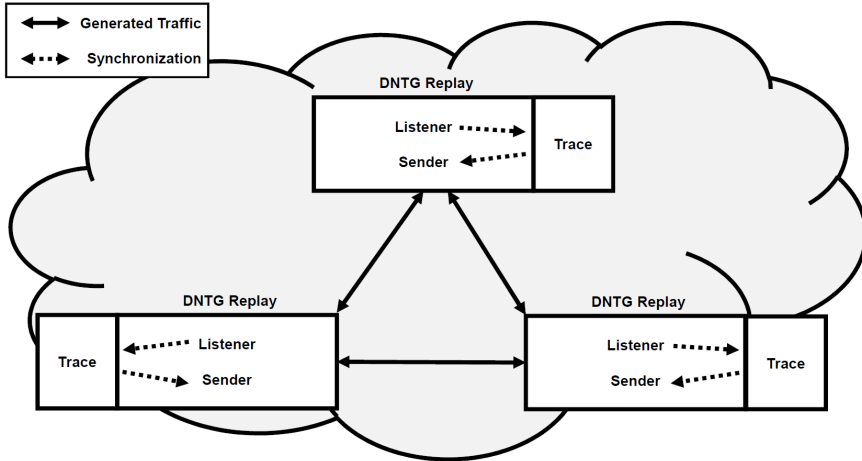 Generated Traffic
Synchronization
DNTG Replay
Listener
Sender
Trace
DNTG Replay
Trace
Listener
Sender
DNTG Replay
Listener
Sender
Trace